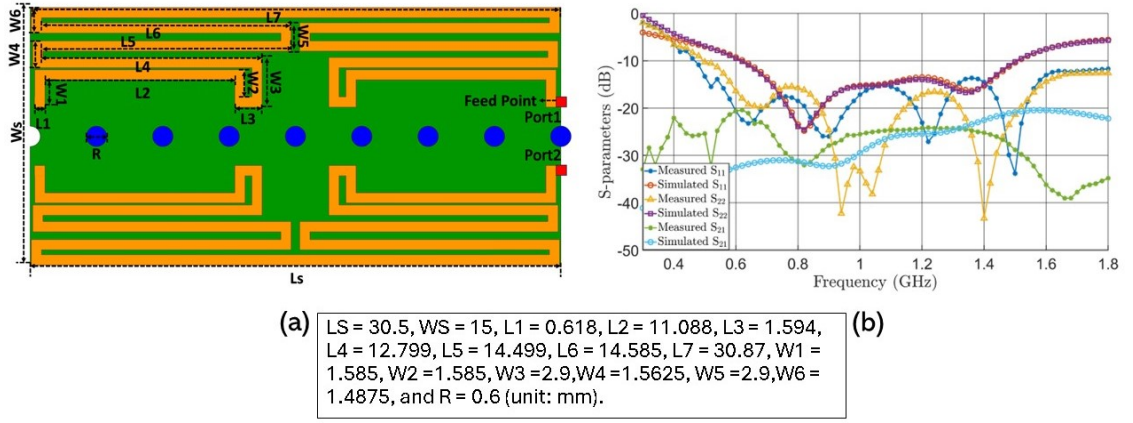 W6
L7
L6
L5
W5
W4
L4
W3
W2
L2
W1
L3
L1
Feed Point
Port1
Ws
R
Port2
Ls
(a)
S-parameters (dB)
0
-10
-20
-30
-40
-50
Measured S₁₁
Simulated S₁₁
Measured S₂₂
Simulated S₂₂
Measured S₂₁
Simulated S₂₁
0.4 0.6 0.8 1 1.2 1.4 1.6 1.8
Frequency (GHz)
(b)
LS = 30.5, WS = 15, L1 = 0.618, L2 = 11.088, L3 = 1.594,
L4 = 12.799, L5 = 14.499, L6 = 14.585, L7 = 30.87, W1 =
1.585, W2 =1.585, W3 =2.9,W4 =1.5625, W5 =2.9,W6 =
1.4875, and R = 0.6 (unit: mm).